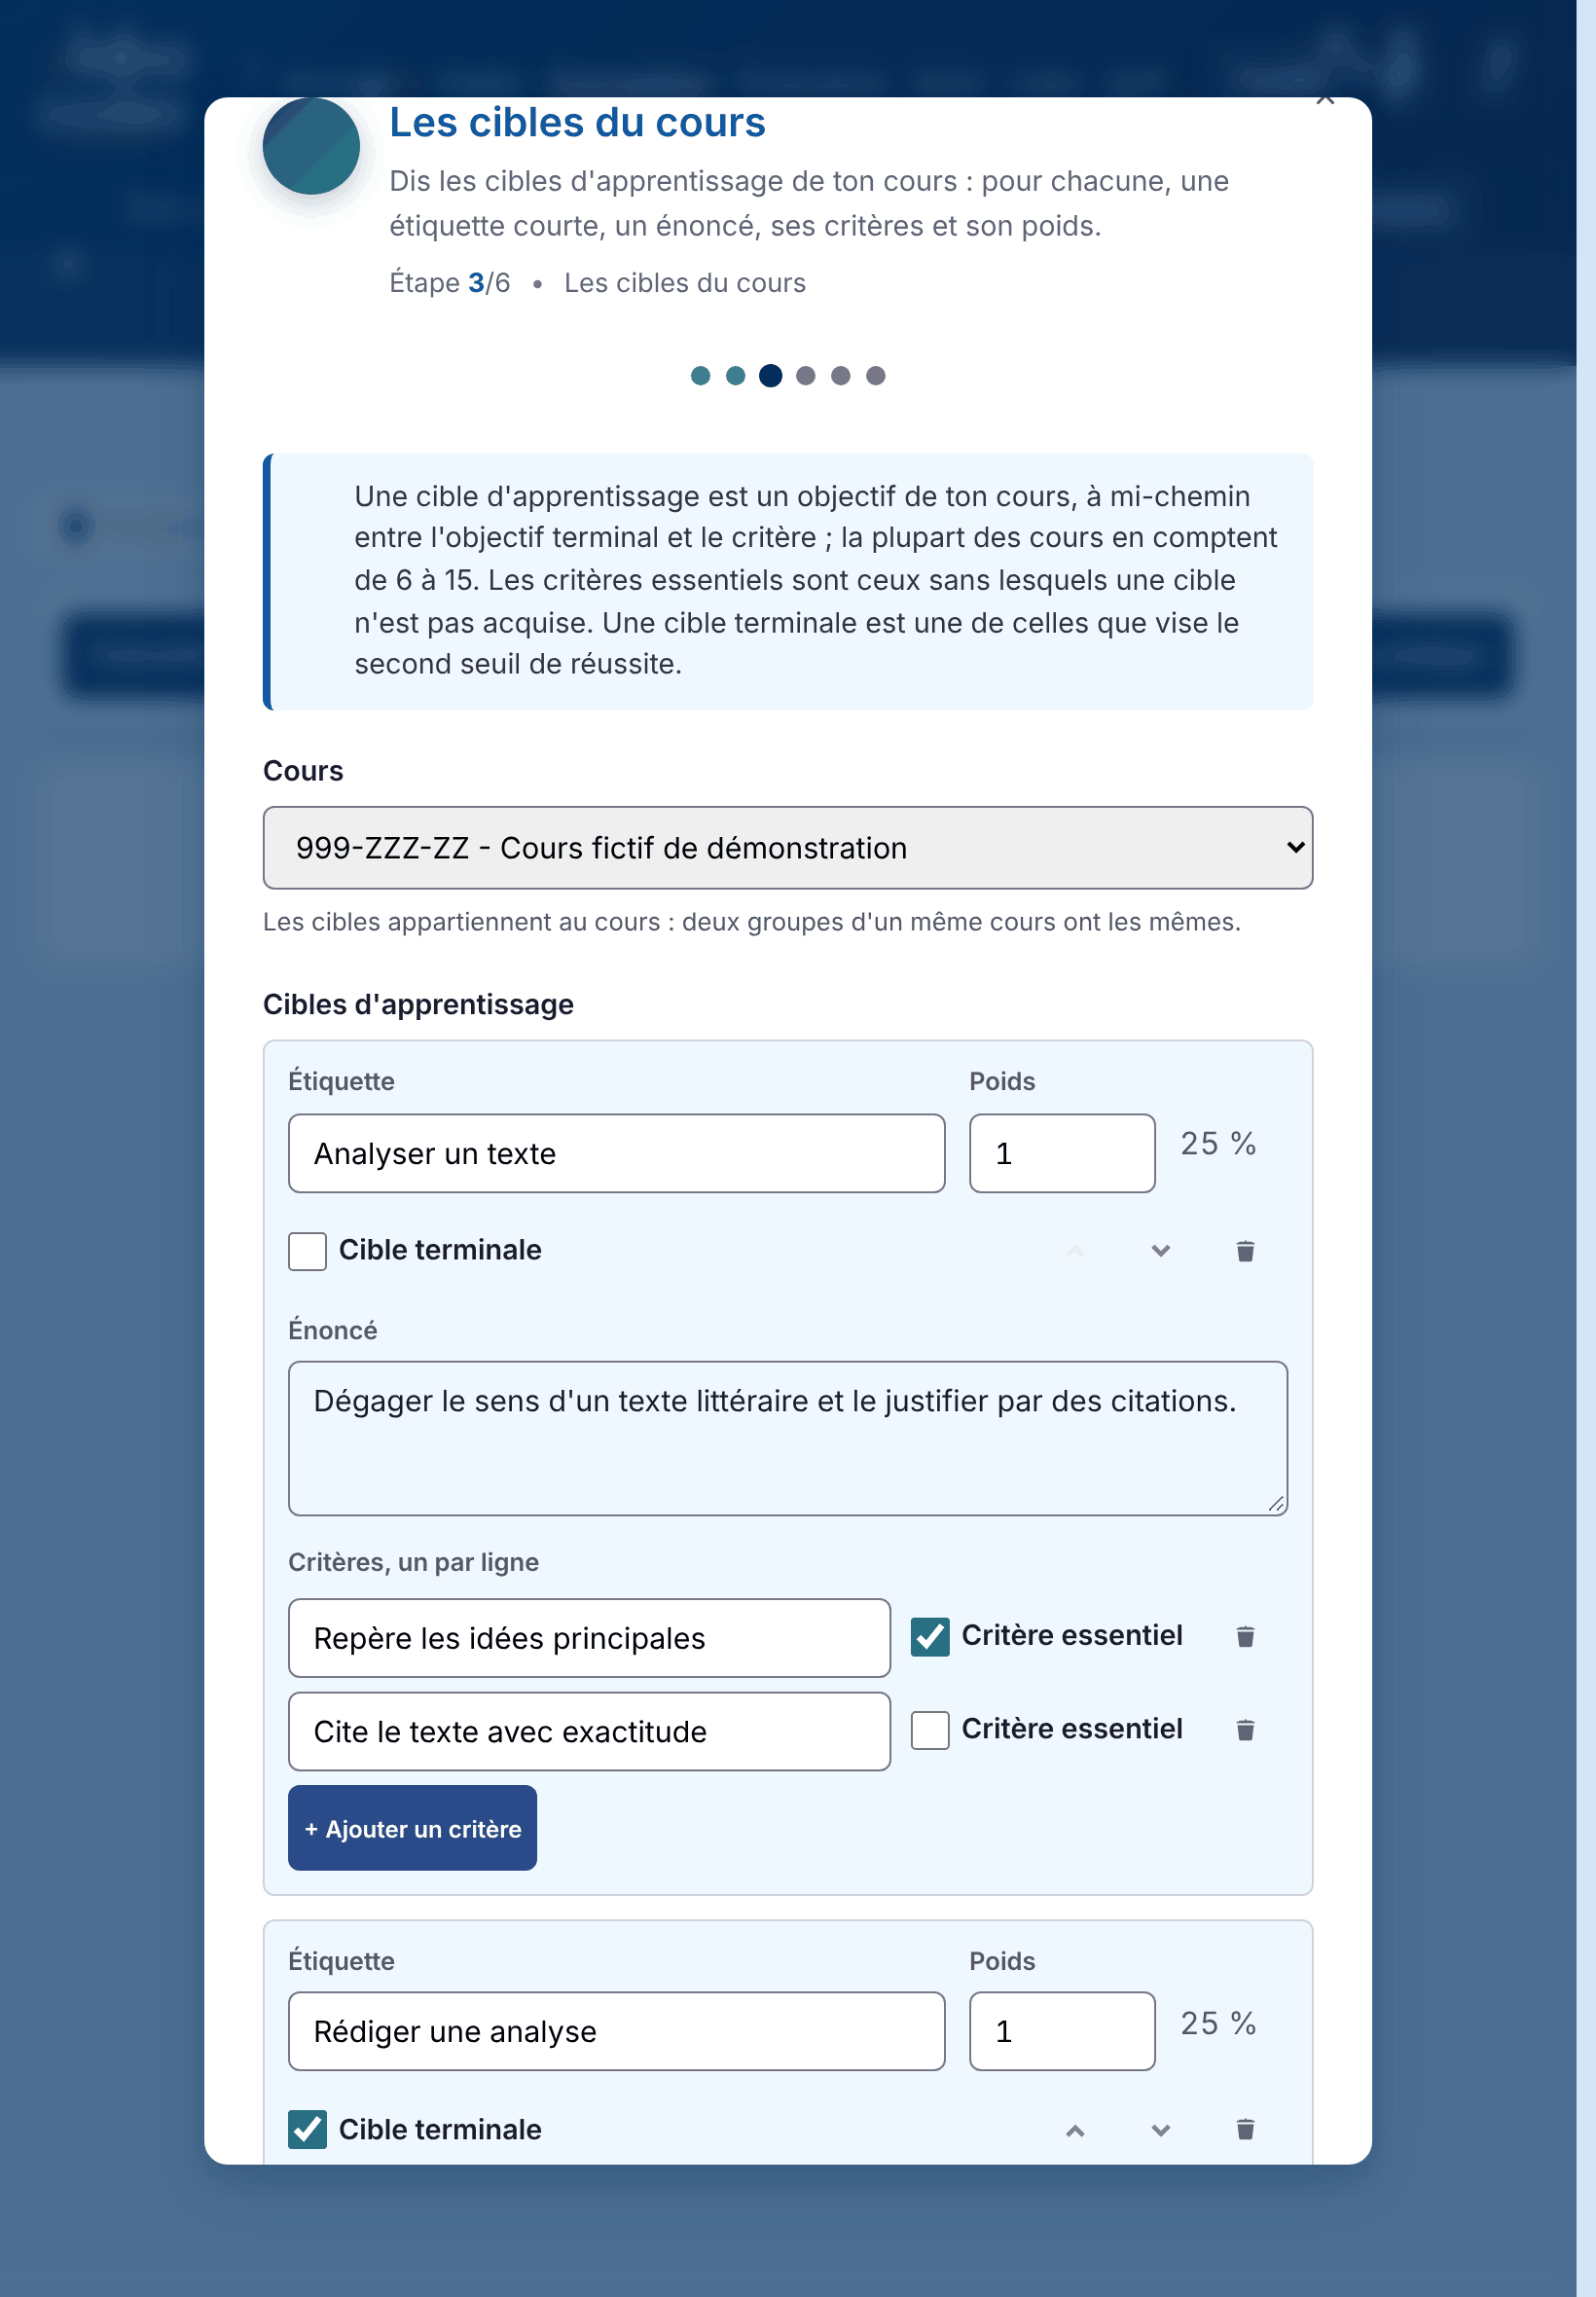 Les cibles du cours
Dis les cibles d'apprentissage de ton cours : pour chacune, une
étiquette courte, un énoncé, ses critères et son poids.
Étape 3/6 • Les cibles du cours
Une cible d'apprentissage est un objectif de ton cours, à mi-chemin
entre l'objectif terminal et le critère ; la plupart des cours en comptent
de 6 à 15. Les critères essentiels sont ceux sans lesquels une cible
n'est pas acquise. Une cible terminale est une de celles que vise le
second seuil de réussite.
Cours
999-ZZZ-ZZ - Cours fictif de démonstration
Les cibles appartiennent au cours : deux groupes d'un même cours ont les mêmes.
Cibles d'apprentissage
Étiquette Poids
Analyser un texte 1 25 %
Cible terminale
Énoncé
Dégager le sens d'un texte littéraire et le justifier par des citations.
Critères, un par ligne
Repère les idées principales Critère essentiel
Cite le texte avec exactitude Critère essentiel
+ Ajouter un critère
Étiquette Poids
Rédiger une analyse 1 25 %
Cible terminale